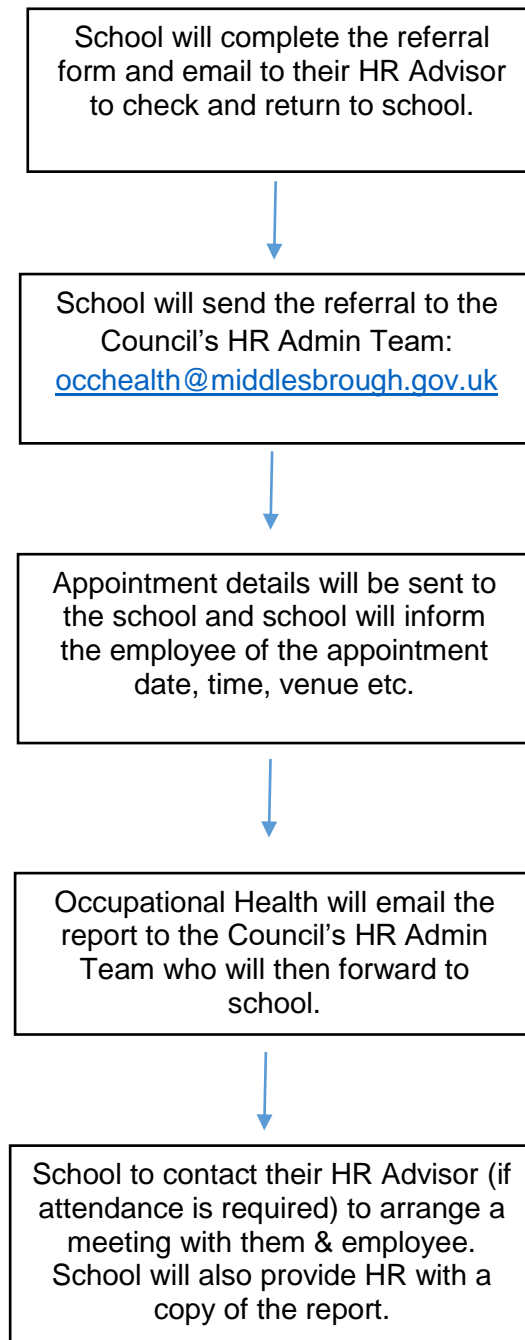 School will complete the referral
form and email to their HR Advisor
to check and return to school.
School will send the referral to the
Council’s HR Admin Team:
occhealth@middlesbrough.gov.uk
Appointment details will be sent to
the school and school will inform
the employee of the appointment
date, time, venue etc.
Occupational Health will email the
report to the Council’s HR Admin
Team who will then forward to
school.
School to contact their HR Advisor (if
attendance is required) to arrange a
meeting with them & employee.
School will also provide HR with a
copy of the report.